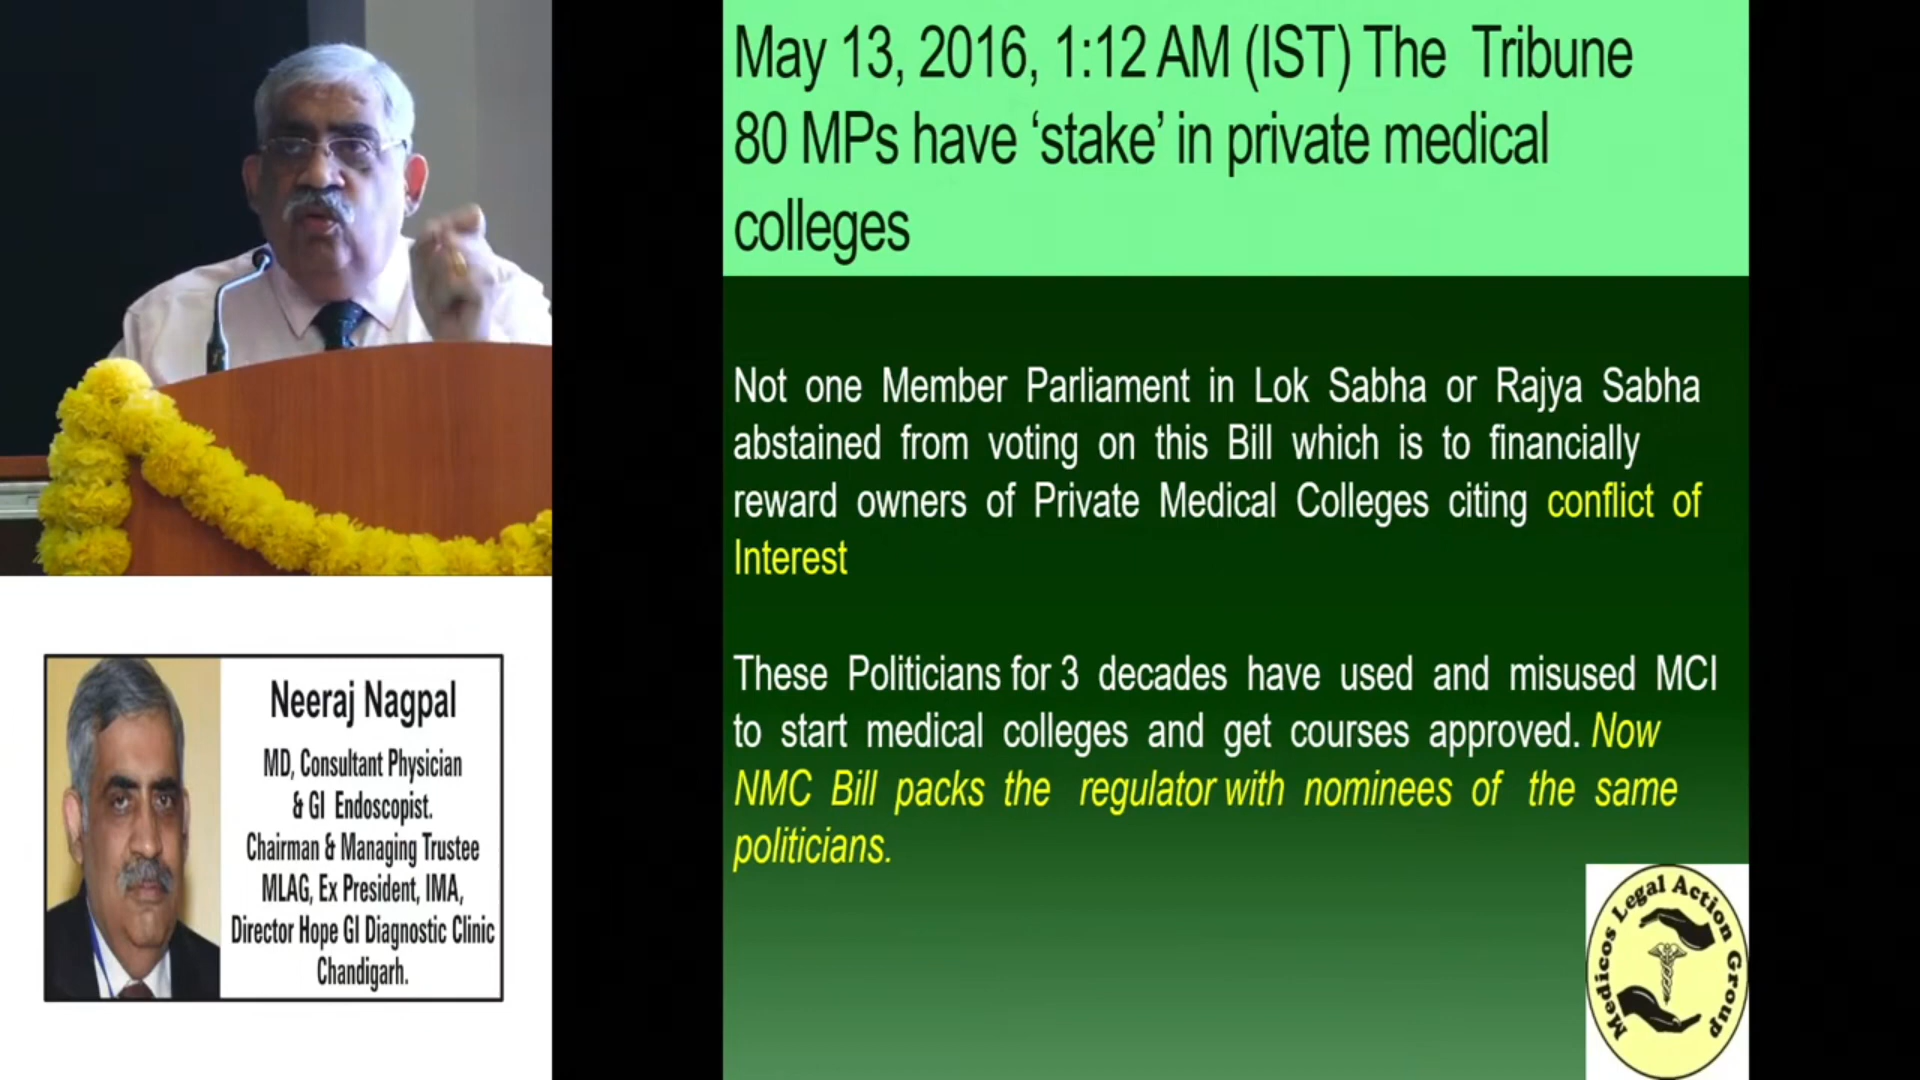 May 13, 2016, 1:12 AM (IST) The Tribune
80 MPs have ‘stake’ in private medical
colleges
Not one Member Parliament in Lok Sabha or Rajya Sabha
abstained from voting on this Bill which is to financially
reward owners of Private Medical Colleges citing conflict of
Interest
These Politicians for 3 decades have used and misused MCI
to start medical colleges and get courses approved. Now
NMC Bill packs the regulator with nominees of the same
politicians.
Neeraj Nagpal
MD, Consultant Physician
& GI Endoscopist.
Chairman & Managing Trustee
MLAG, Ex President, IMA,
Director Hope GI Diagnostic Clinic
Chandigarh.
Medicos Legal Action Group